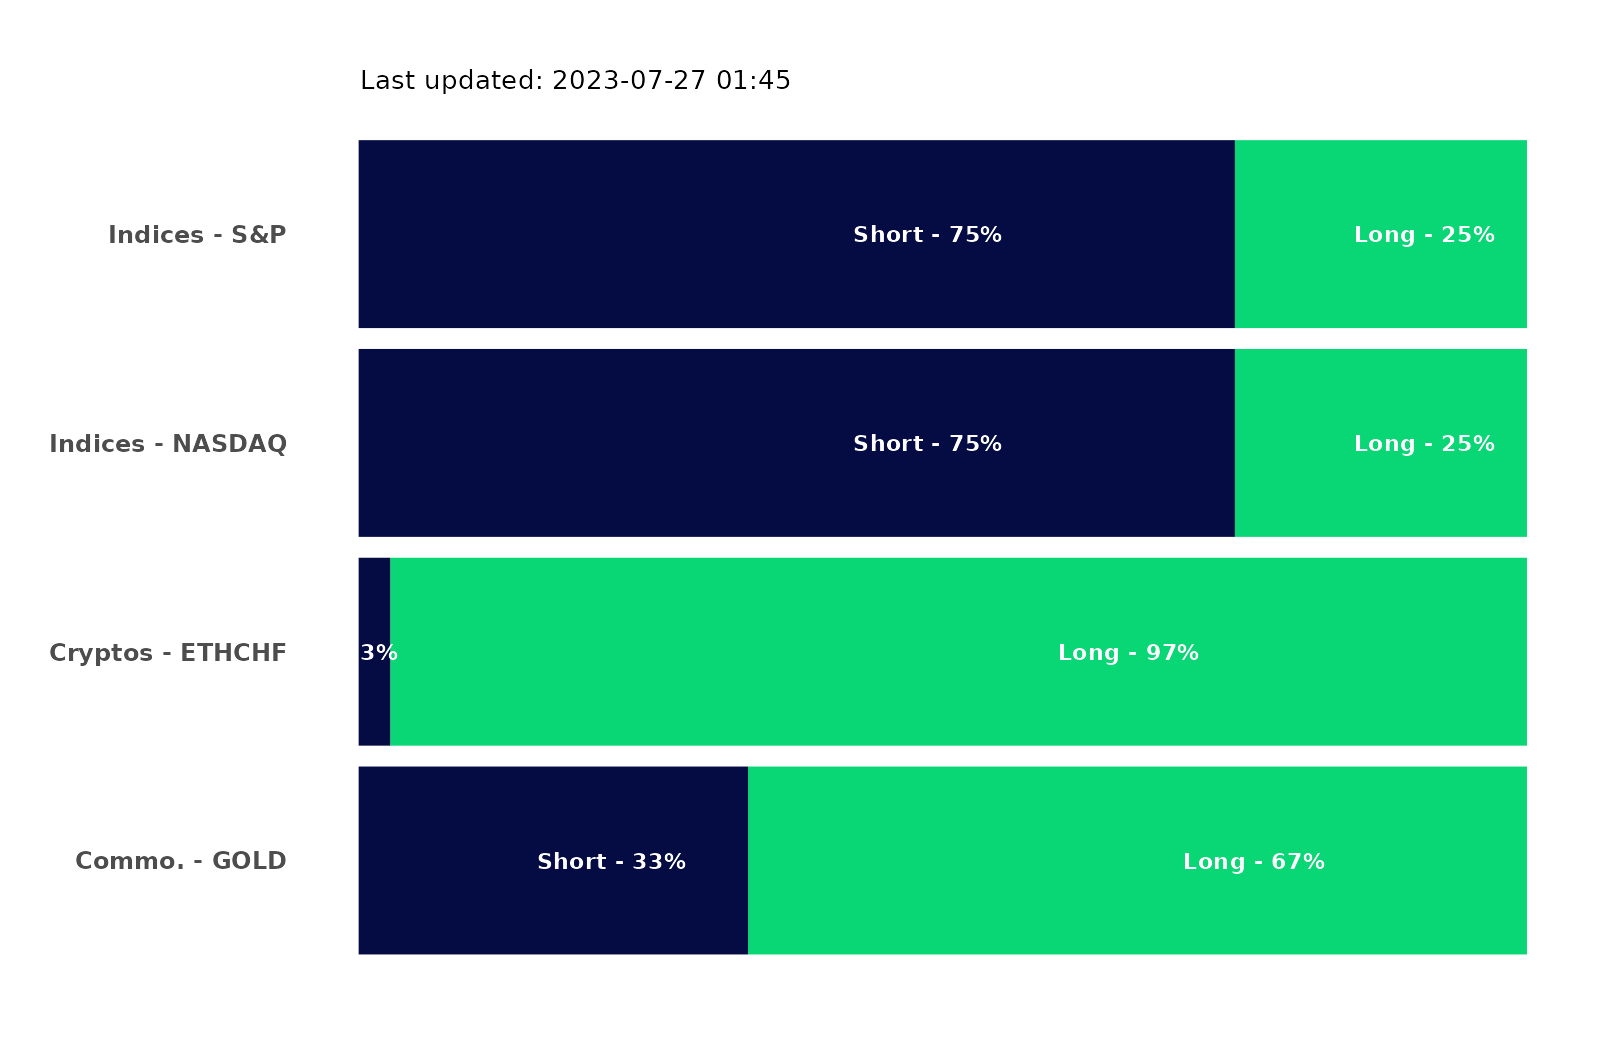 Last updated: 2023-07-27 01:45
Indices - S&P Short - 75% Long - 25%
Indices - NASDAQ Short - 75% Long - 25%
Cryptos - ETHCHF 3% Long - 97%
Commo. - GOLD Short - 33% Long - 67%